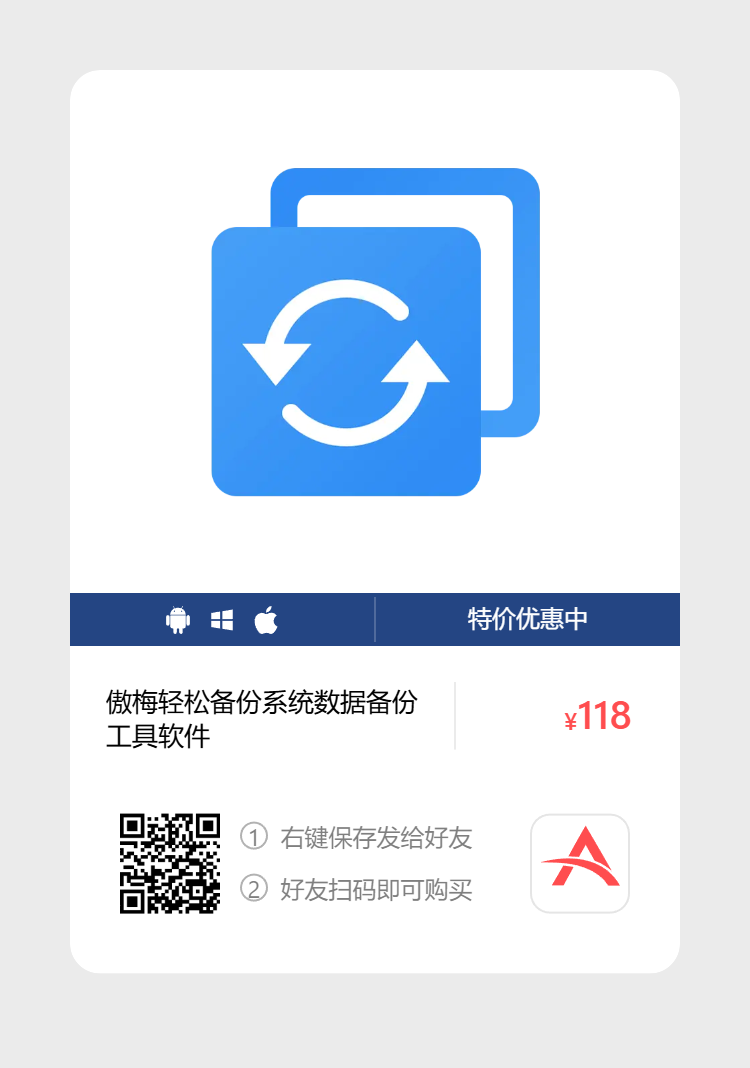 特价优惠中
傲梅轻松备份系统数据备份
工具软件
¥118
① 右键保存发给好友
② 好友扫码即可购买